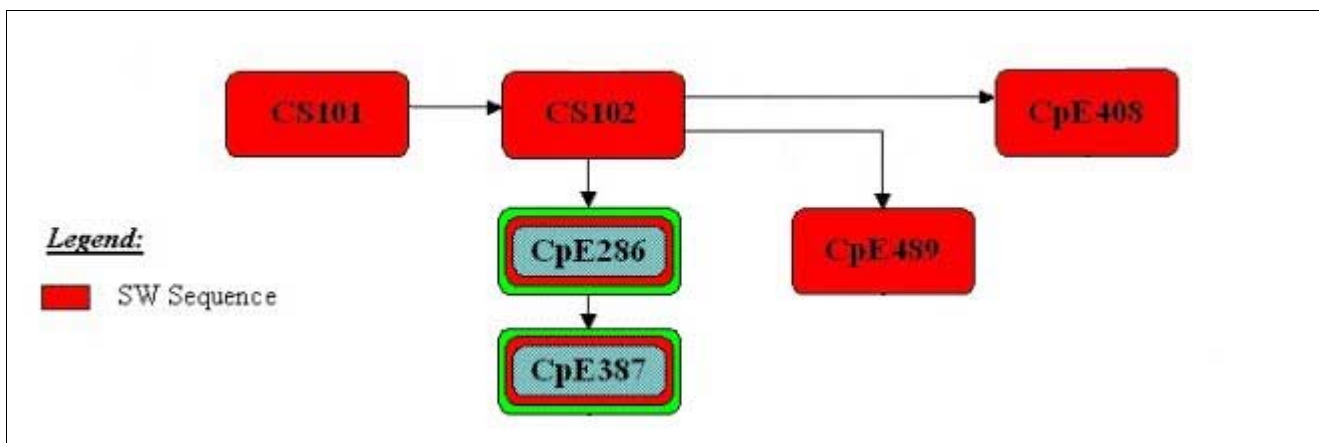 CS101
CS102
CpE408
CpE286
CpE489
Legend:
SW Sequence
CpE387